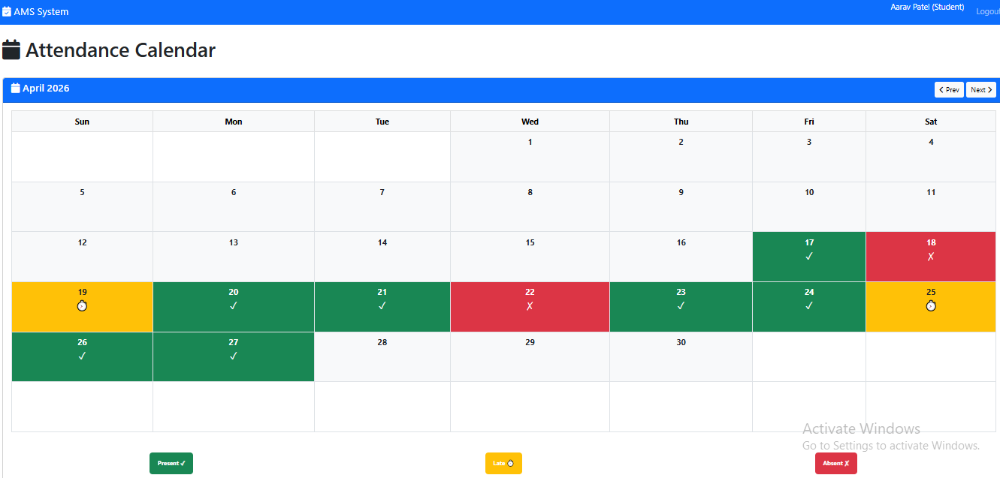 AMS System
Aarav Patel (Student)
Logout
Attendance Calendar
April 2026
Prev
Next
Sun Mon Tue Wed Thu Fri Sat
1 2 3 4
5 6 7 8 9 10 11
12 13 14 15 16 17 18
✓ ✗
19 20 21 22 23 24 25
✓ ✓ ✗ ✓ ✓
26 27 28 29 30
✓ ✓
Activate Windows
Go to Settings to activate Windows.
Present ✓ Late Absent ✗